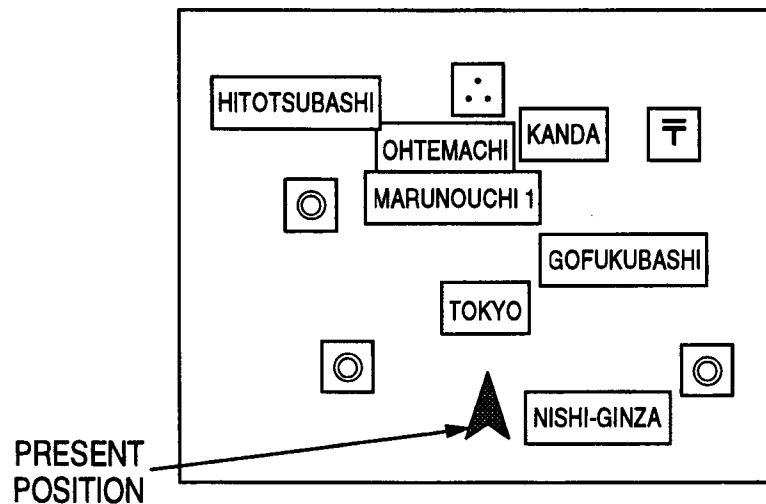 HITOTSUBASHI
OHTEMACHI
KANDA
〒
MARUNOUCHI 1
GOFUKUBASHI
TOKYO
NISHI-GINZA
PRESENT
POSITION